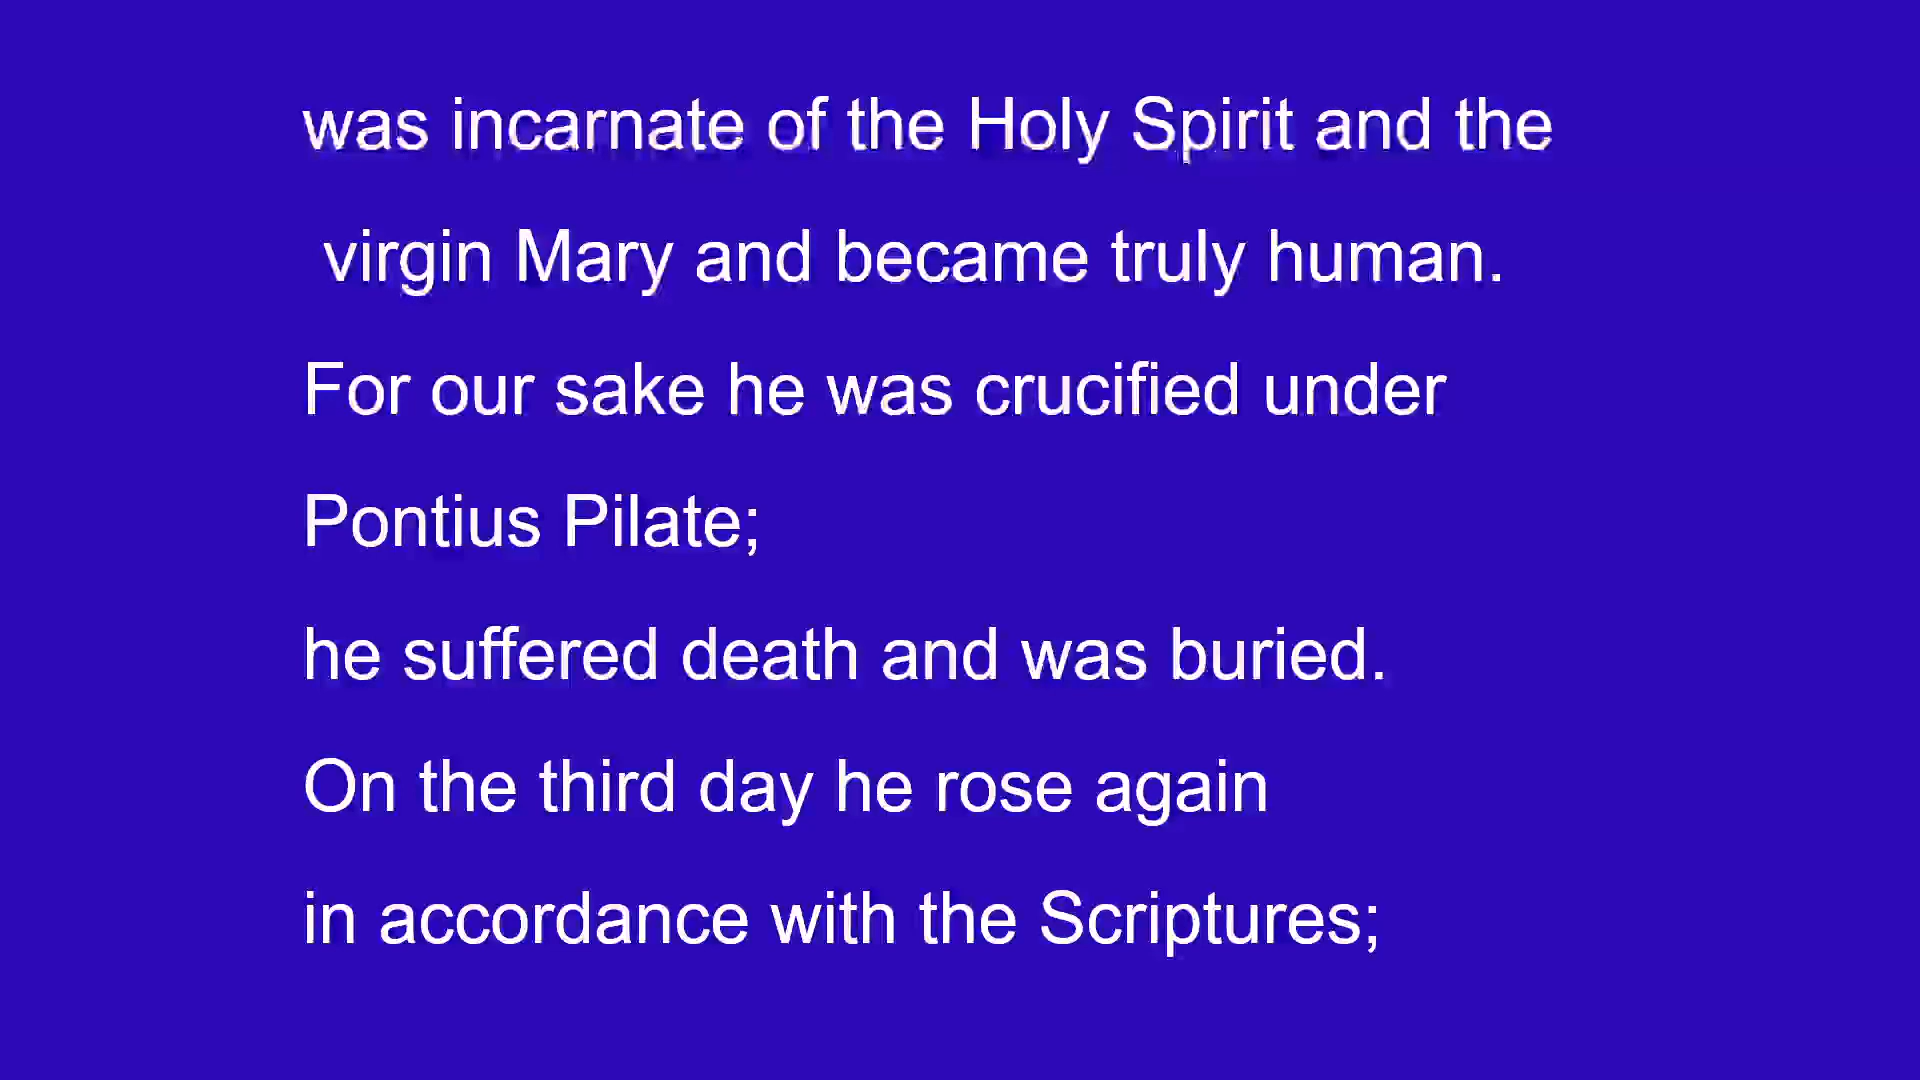 was incarnate of the Holy Spirit and the
virgin Mary and became truly human.
For our sake he was crucified under
Pontius Pilate;
he suffered death and was buried.
On the third day he rose again
in accordance with the Scriptures;